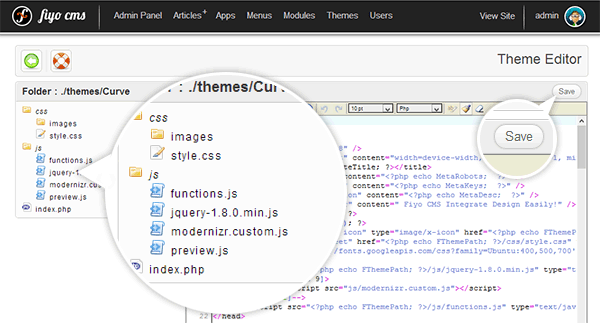 fiyo cms
Admin Panel Articles+ Apps Menus Modules Themes Users View Site admin
Theme Editor
Folder : ./themes/Curve
Save
css
images
style.css
js
functions.js
jquery-1
modernizr.cu
preview.js
index.php
: ./themes/Curve
css
images
style.css
js
functions.js
jquery-1.8.0.min.js
modernizr.custom.js
preview.js
index.php
10 pt Php
Save
8" />
content="width=device-width,
1, mi
teTitle; ?></title>
content="<?php echo MetaRobots; ?>
content="<?php echo MetaKeys; ?>" />
content="<?php echo MetaDesc; ?>" />
content=" Fiyo CMS Integrate Design Easily!" />
); ?>
icon" type="image/x-icon" href="<?php echo FThemeP
eet" href="<?php echo FThemePath; ?>/css/style.css"
/fonts.googleapis.com/css?family=Ubuntu:400,500,700'
echo FThemePath; ?>/js/jquery-1.8.0.min.js" type="t
9]>
script src="js/modernizr.custom.js"></script>
]-->
src="<?php echo FThemePath; ?>/js/functions.js" type="text/jav
22 </head>